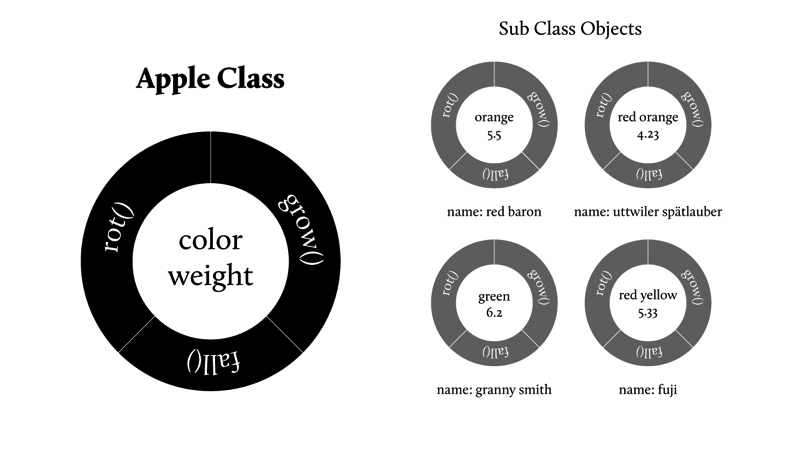 Apple Class
rot()
grow()
color
weight
fall()
Sub Class Objects
rot()
grow()
orange
5.5
fall()
name: red baron
rot()
grow()
red orange
4.23
fall()
name: uttwiler spätlauber
rot()
grow()
green
6.2
fall()
name: granny smith
rot()
grow()
red yellow
5.33
fall()
name: fuji